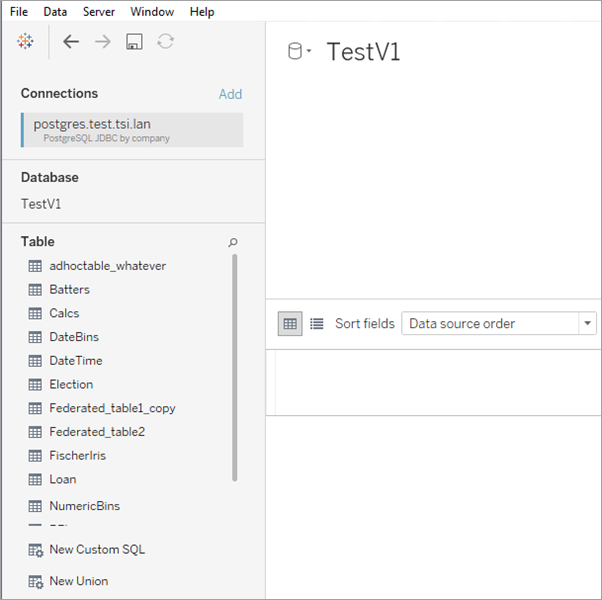 File Data Server Window Help
TestV1
Connections Add
postgres.test.tsi.lan
PostgreSQL JDBC by company
Database
TestV1
Table
adhoctable_whatever
Batters
Calcs
DateBins
DateTime
Election
Federated_table1_copy
Federated_table2
FischerIris
Loan
NumericBins
New Custom SQL
New Union
Sort fields Data source order